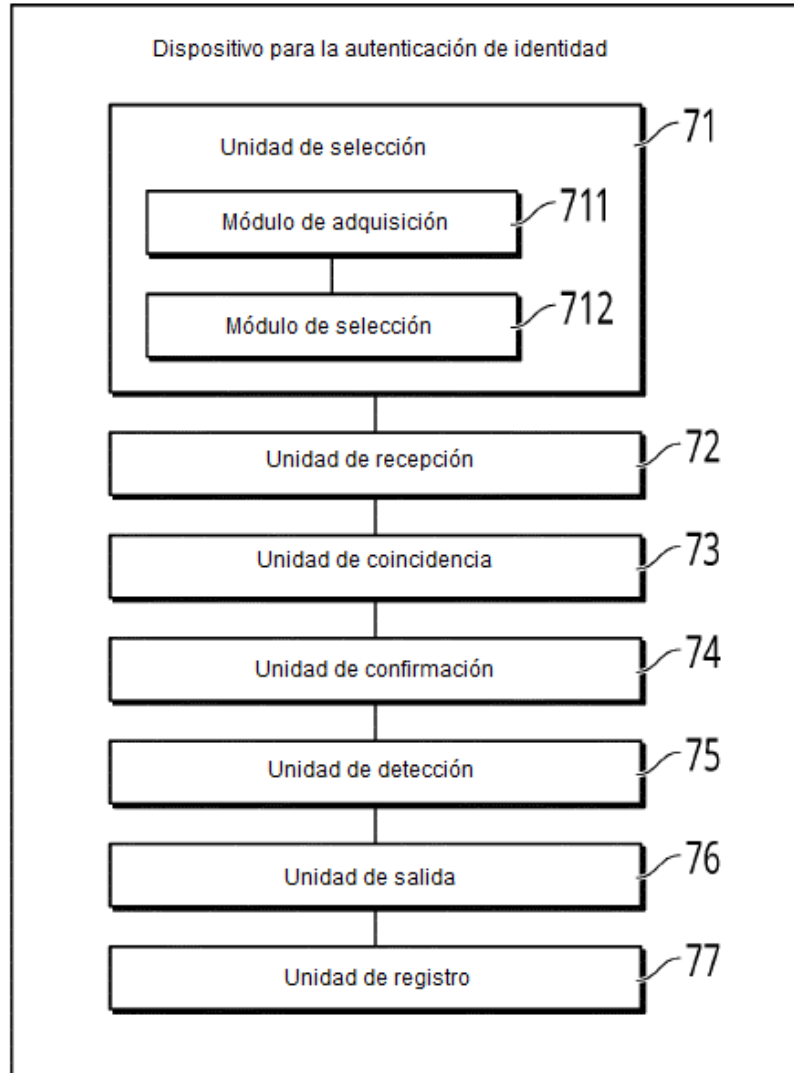 Dispositivo para la autenticación de identidad
71
Unidad de selección
711
Módulo de adquisición
712
Módulo de selección
72
Unidad de recepción
73
Unidad de coincidencia
74
Unidad de confirmación
75
Unidad de detección
76
Unidad de salida
77
Unidad de registro